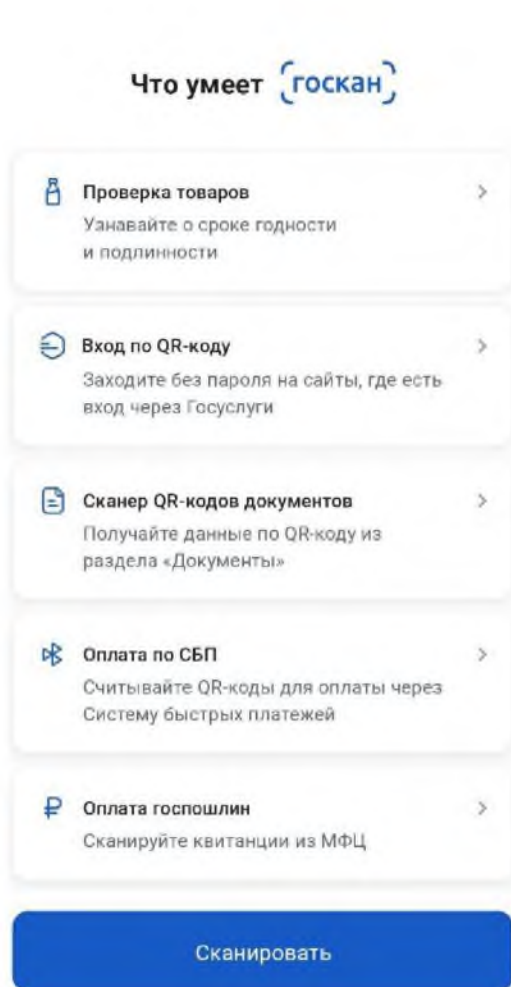 Что умеет госкан
Проверка товаров
Узнавайте о сроке годности
и подлинности
Вход по QR-коду
Заходите без пароля на сайты, где есть
вход через Госуслуги
Сканер QR-кодов документов
Получайте данные по QR-коду из
раздела «Документы»
Оплата по СБП
Считывайте QR-коды для оплаты через
Систему быстрых платежей
Оплата госпошлин
Сканируйте квитанции из МФЦ
Сканировать